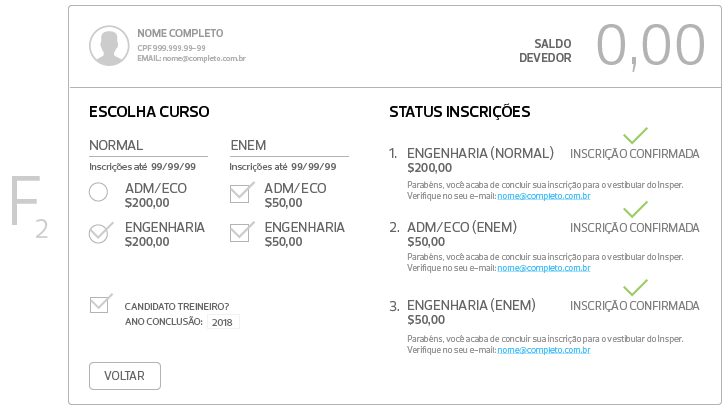 NOME COMPLETO
CPF 999.999.99-99
EMAIL: nome@completo.com.br
SALDO
DEVEDOR
0,00
F2
ESCOLHA CURSO
NORMAL
Inscrições até 99/99/99
ADM/ECO
$200,00
ENGENHARIA
$200,00
ENEM
Inscrições até 99/99/99
ADM/ECO
$50,00
ENGENHARIA
$50,00
CANDIDATO TREINEIRO?
ANO CONCLUSÃO: 2018
VOLTAR
STATUS INSCRIÇÕES
1. ENGENHARIA (NORMAL)
$200,00
INSCRIÇÃO CONFIRMADA
Parabéns, você acaba de concluir sua inscrição para o vestibular do Insper.
Verifique no seu e-mail: nome@completo.com.br
2. ADM/ECO (ENEM)
$50,00
INSCRIÇÃO CONFIRMADA
Parabéns, você acaba de concluir sua inscrição para o vestibular do Insper.
Verifique no seu e-mail: nome@completo.com.br
3. ENGENHARIA (ENEM)
$50,00
INSCRIÇÃO CONFIRMADA
Parabéns, você acaba de concluir sua inscrição para o vestibular do Insper.
Verifique no seu e-mail: nome@completo.com.br